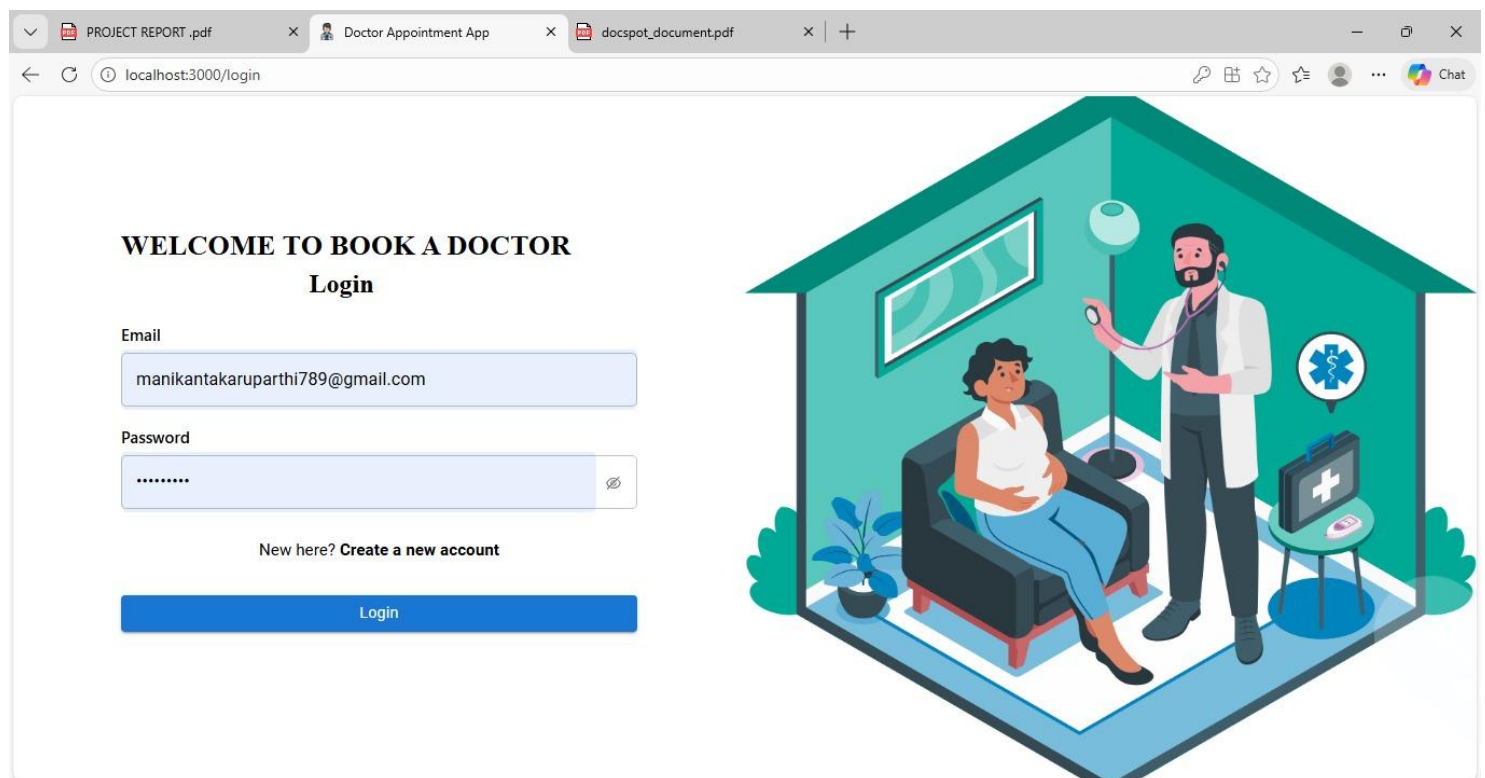 PROJECT REPORT .pdf
Doctor Appointment App
docspot_document.pdf
localhost:3000/login
Chat
WELCOME TO BOOK A DOCTOR
Login
Email
manikantakaruparthi789@gmail.com
Password
•••••••••
New here? Create a new account
Login